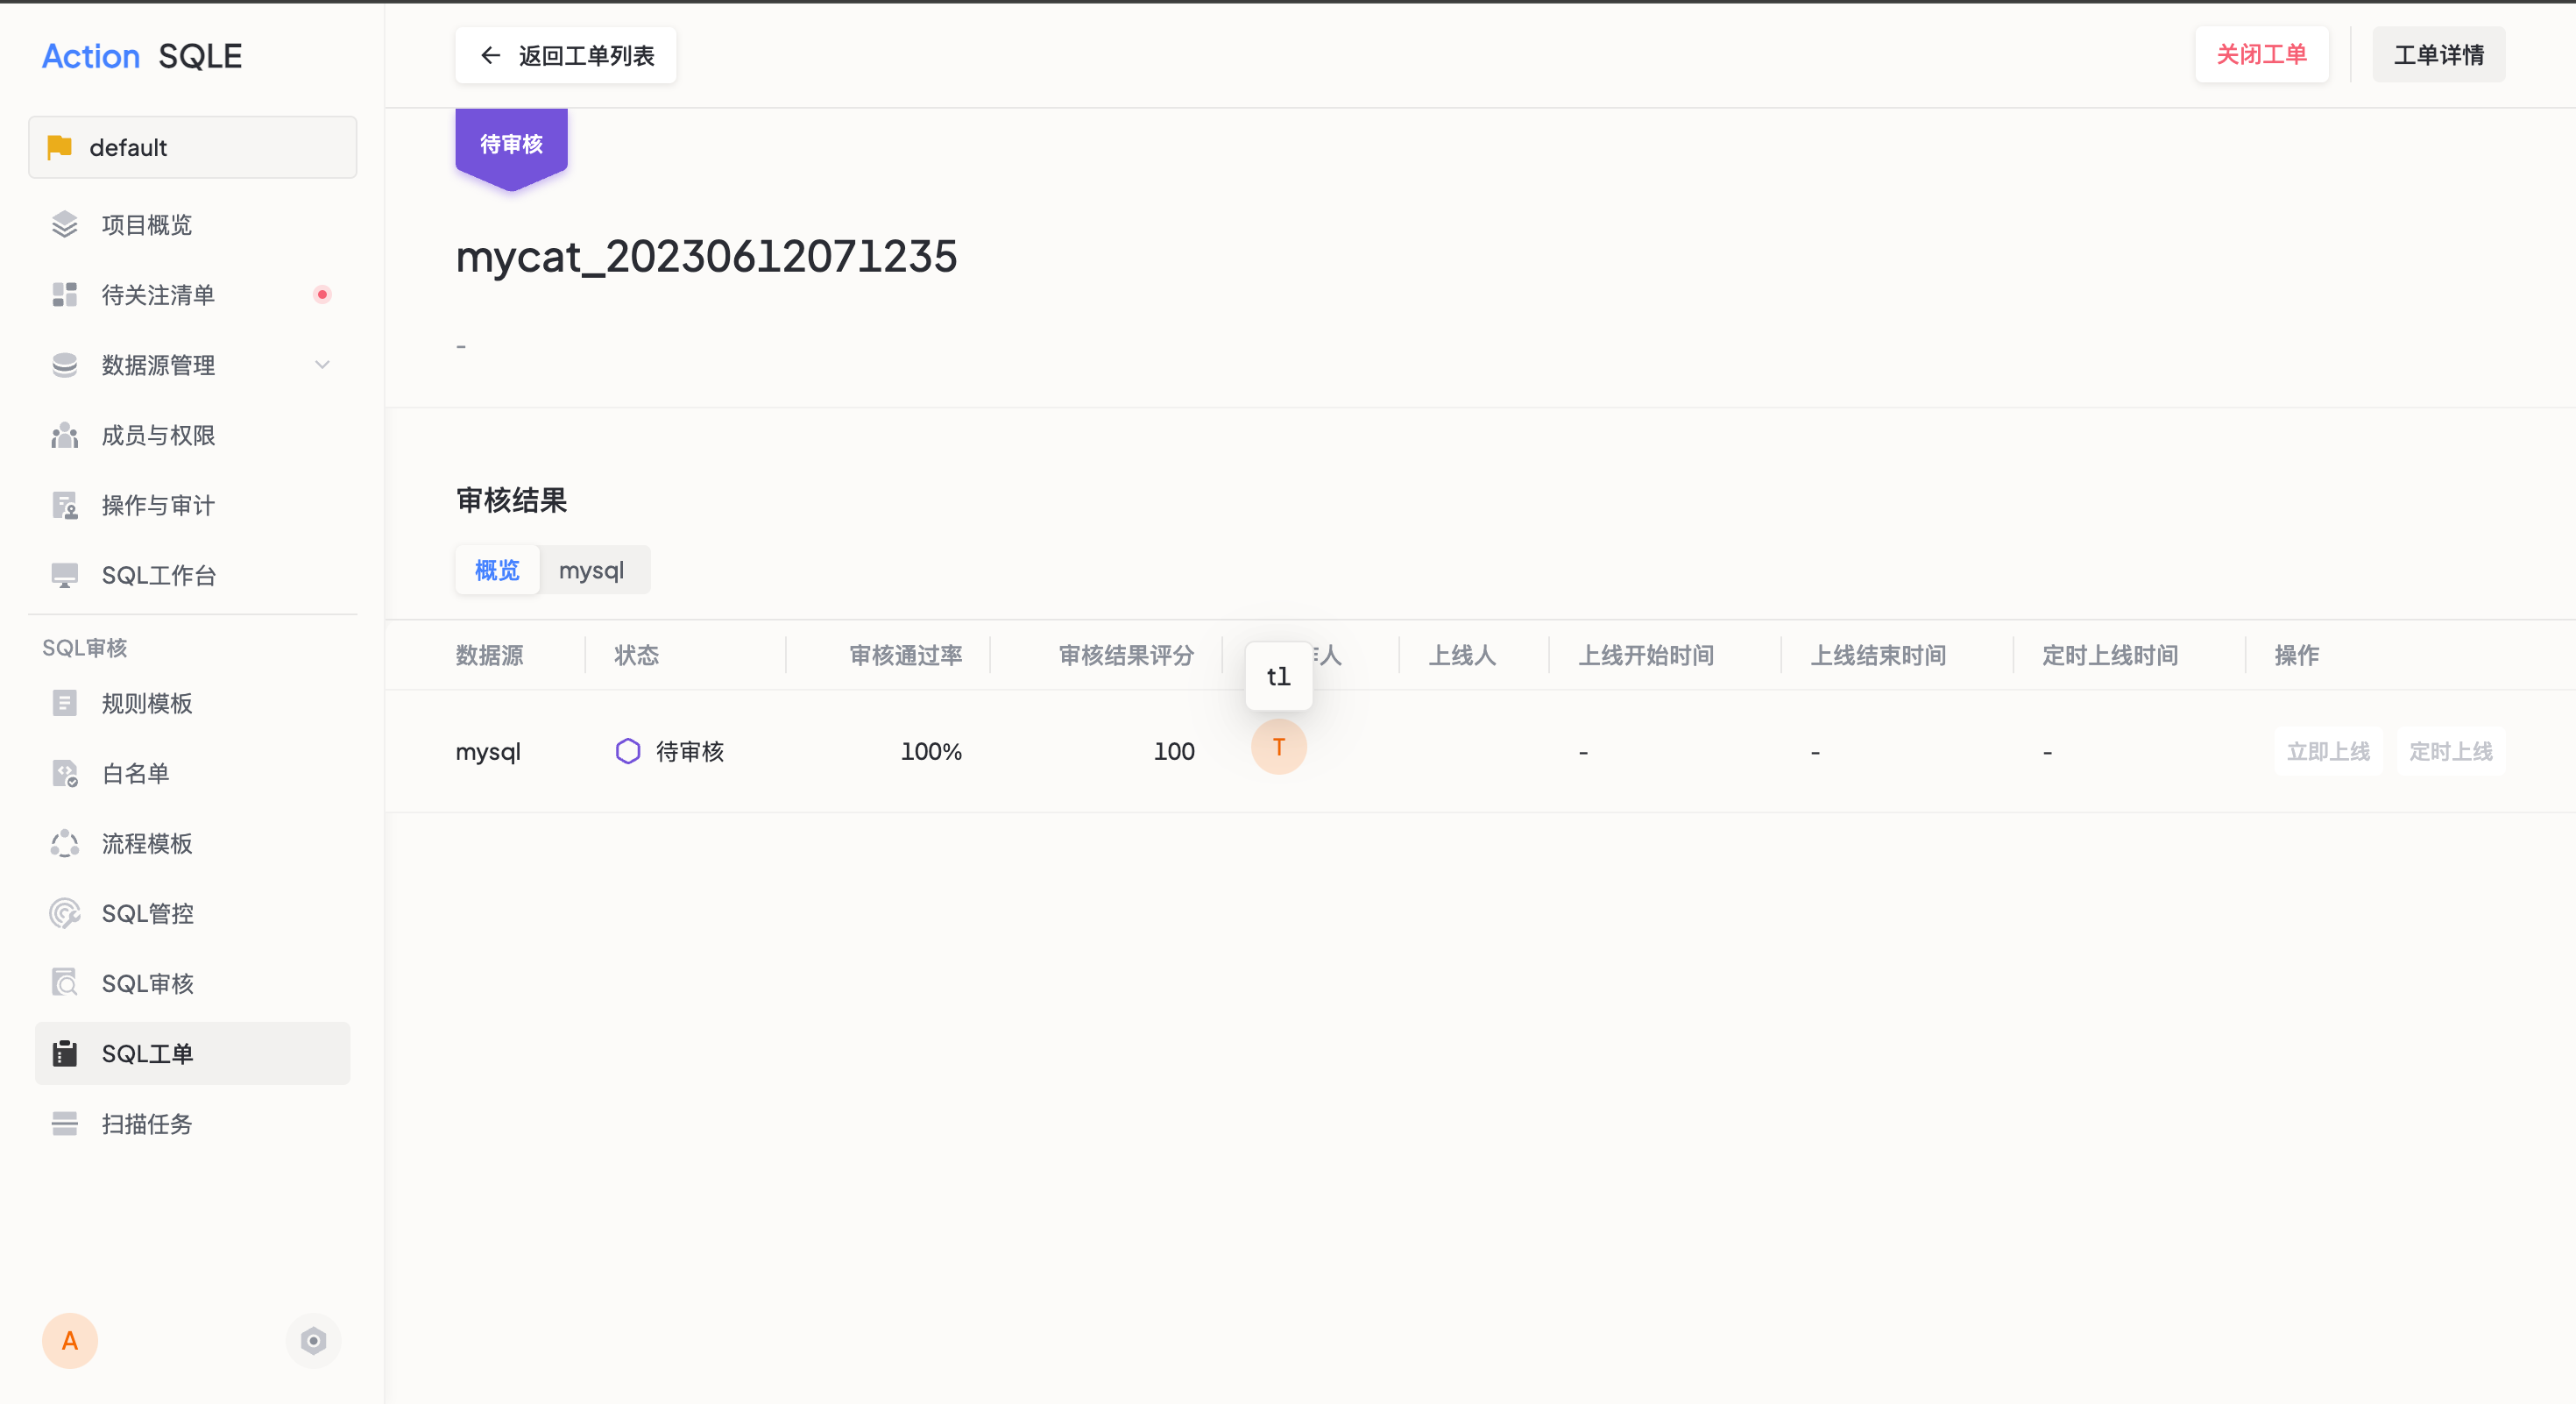 Action SQLE
default
项目概览
待关注清单
数据源管理
成员与权限
操作与审计
SQL工作台
SQL审核
规则模板
白名单
流程模板
SQL管控
SQL审核
SQL工单
扫描任务
A
返回工单列表
关闭工单
工单详情
待审核
mycat_20230612071235
-
审核结果
概览 mysql
数据源 状态 审核通过率 审核结果评分 人 上线人 上线开始时间 上线结束时间 定时上线时间 操作
t1
mysql 待审核 100% 100 T - - - 立即上线 定时上线